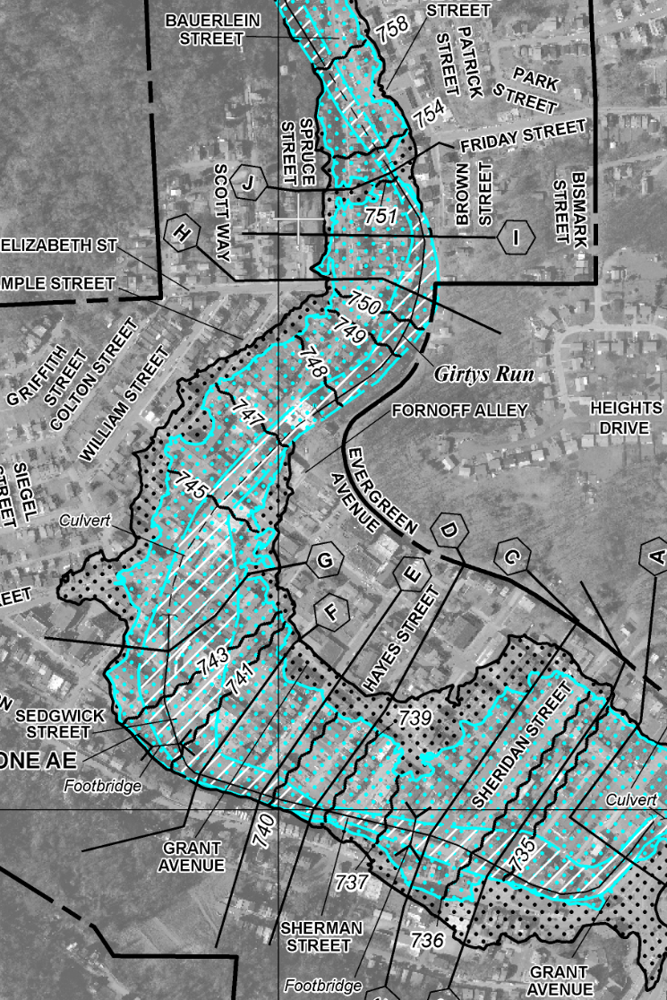 BAUERLEIN
STREET
758
STREET
PATRICK
STREET
PARK
STREET
754
FRIDAY STREET
SPRUCE
STREET
SCOTT WAY
J
BROWN
STREET
BISMARK
STREET
751
H
I
ELIZABETH ST
MPLE STREET
750
749
748
Girtys Run
GRIFFITH
STREET
COLTON STREET
WILLIAM STREET
747
FORNOFF ALLEY
HEIGHTS
DRIVE
EVERGREEN
AVENUE
SIEGEL
STREET
745
Culvert
D
C
A
G
E
F
REET
HAYES STREET
743
741
739
SEDGWICK
STREET
SHERIDAN STREET
ONE AE
Footbridge
Culvert
740
GRANT
AVENUE
735
737
SHERMAN
STREET
736
Footbridge
GRANT
AVENUE